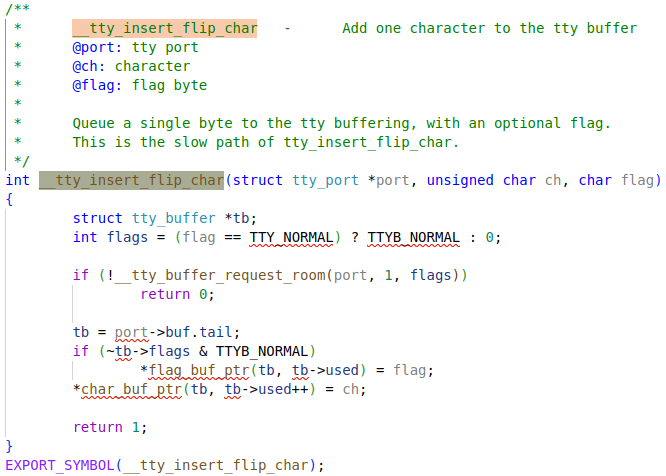 /**
 *	__tty_insert_flip_char	-	Add one character to the tty buffer
 *	@port: tty port
 *	@ch: character
 *	@flag: flag byte
 *
 *	Queue a single byte to the tty buffering, with an optional flag.
 *	This is the slow path of tty_insert_flip_char.
 */
int __tty_insert_flip_char(struct tty_port *port, unsigned char ch, char flag)
{
	struct tty_buffer *tb;
	int flags = (flag == TTY_NORMAL) ? TTYB_NORMAL : 0;

	if (!__tty_buffer_request_room(port, 1, flags))
		return 0;

	tb = port->buf.tail;
	if (~tb->flags & TTYB_NORMAL)
		*flag_buf_ptr(tb, tb->used) = flag;
	*char_buf_ptr(tb, tb->used++) = ch;

	return 1;
}
EXPORT_SYMBOL(__tty_insert_flip_char);